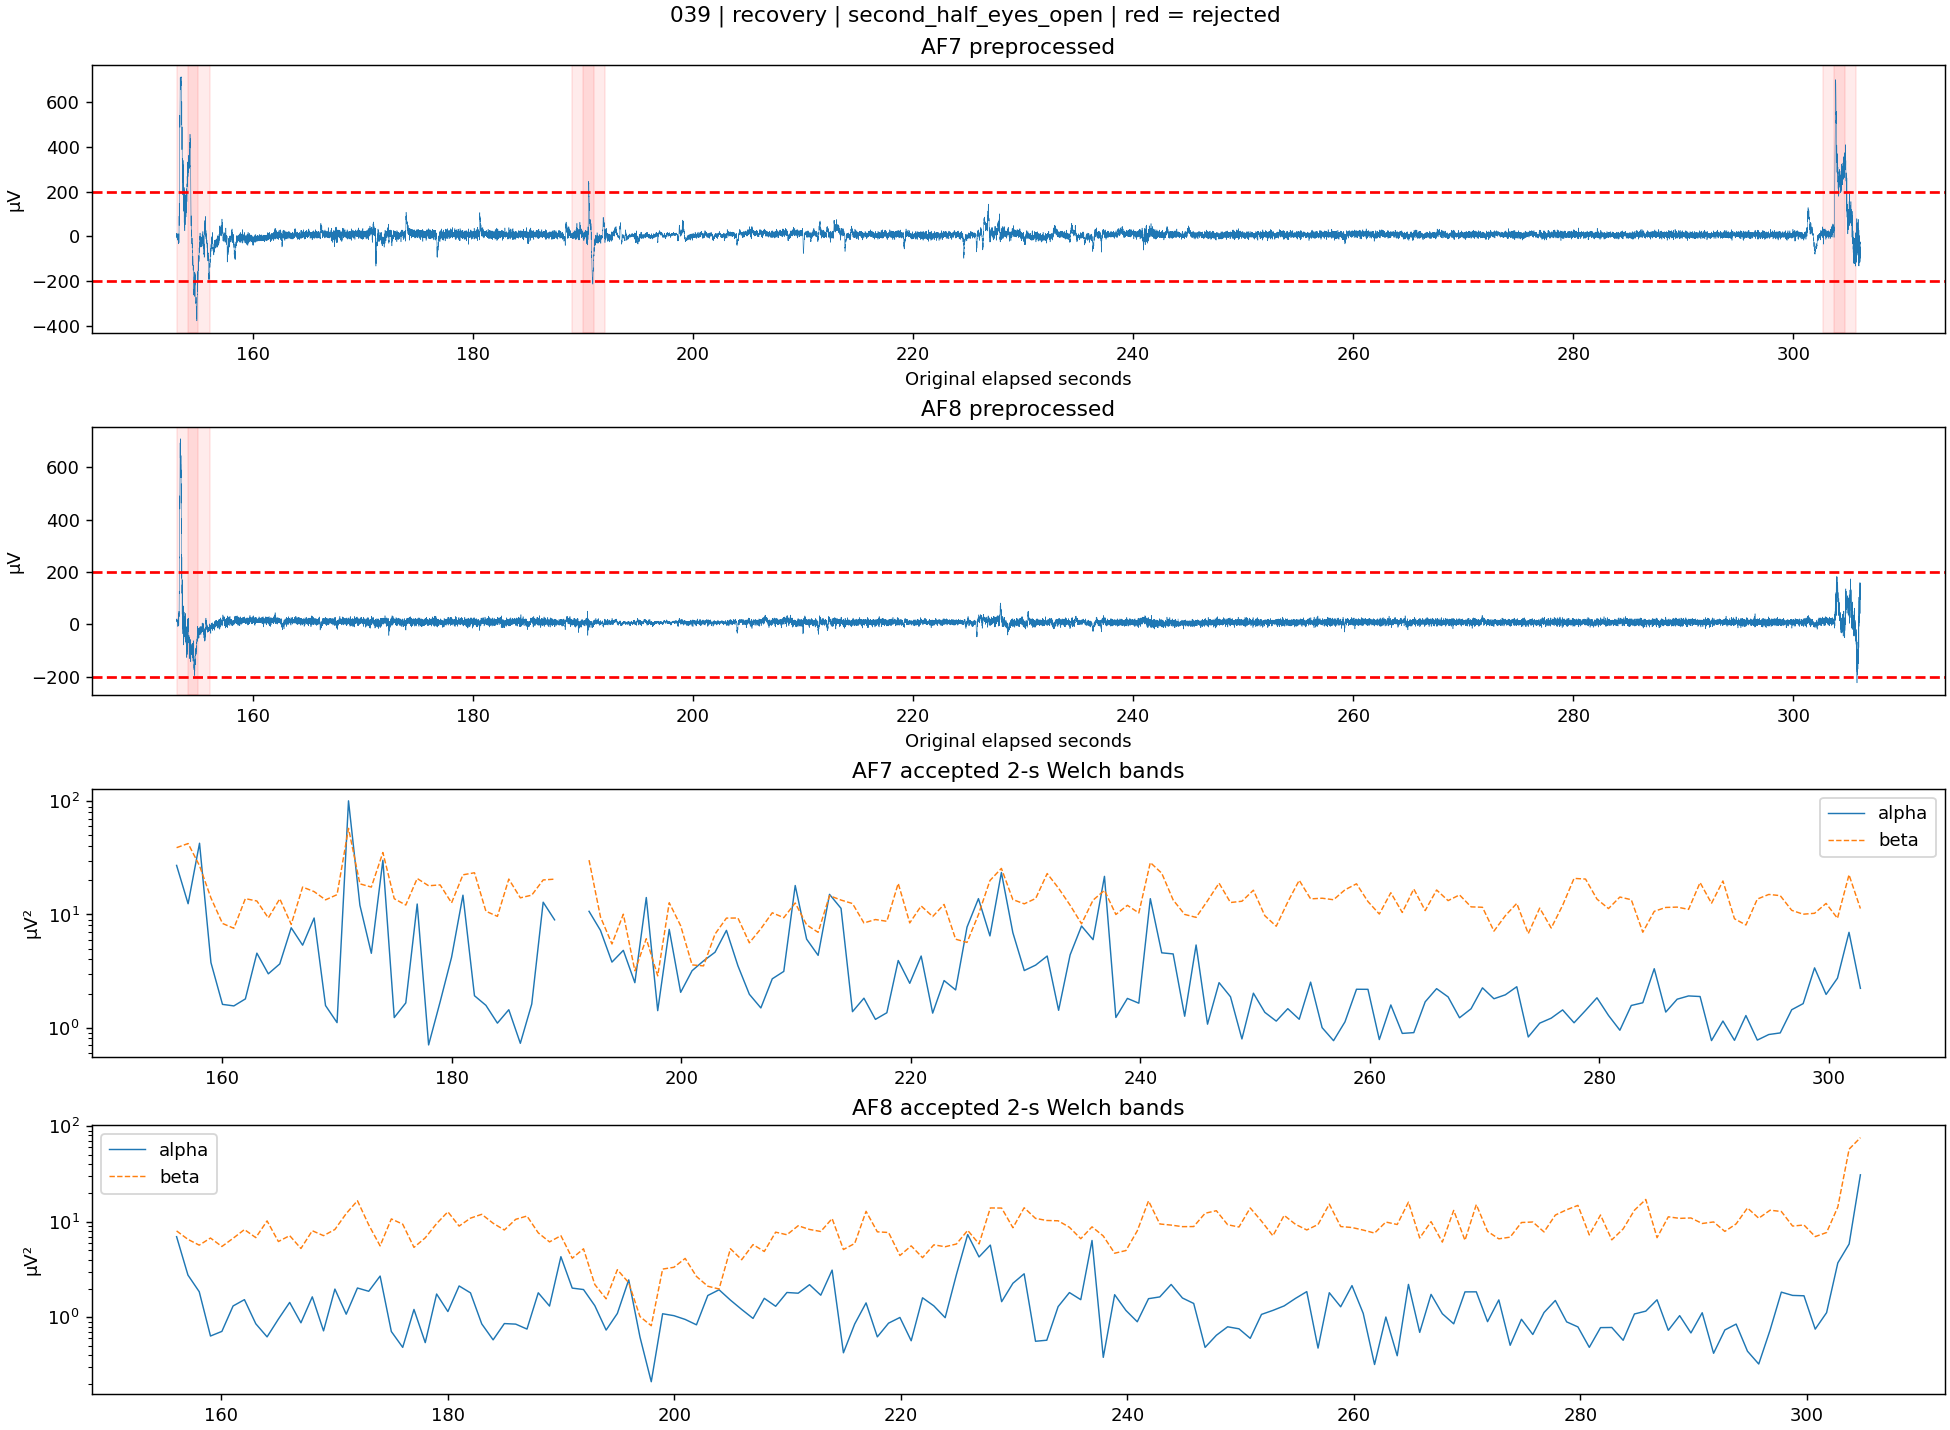 039 | recovery | second_half_eyes_open | red = rejected
AF7 preprocessed
µV
600
400
200
0
−200
−400
160 180 200 220 240 260 280 300
Original elapsed seconds
AF8 preprocessed
µV
600
400
200
0
−200
160 180 200 220 240 260 280 300
Original elapsed seconds
AF7 accepted 2-s Welch bands
µV²
10²
10¹
10⁰
alpha
beta
160 180 200 220 240 260 280 300
AF8 accepted 2-s Welch bands
µV²
10²
10¹
10⁰
alpha
beta
160 180 200 220 240 260 280 300